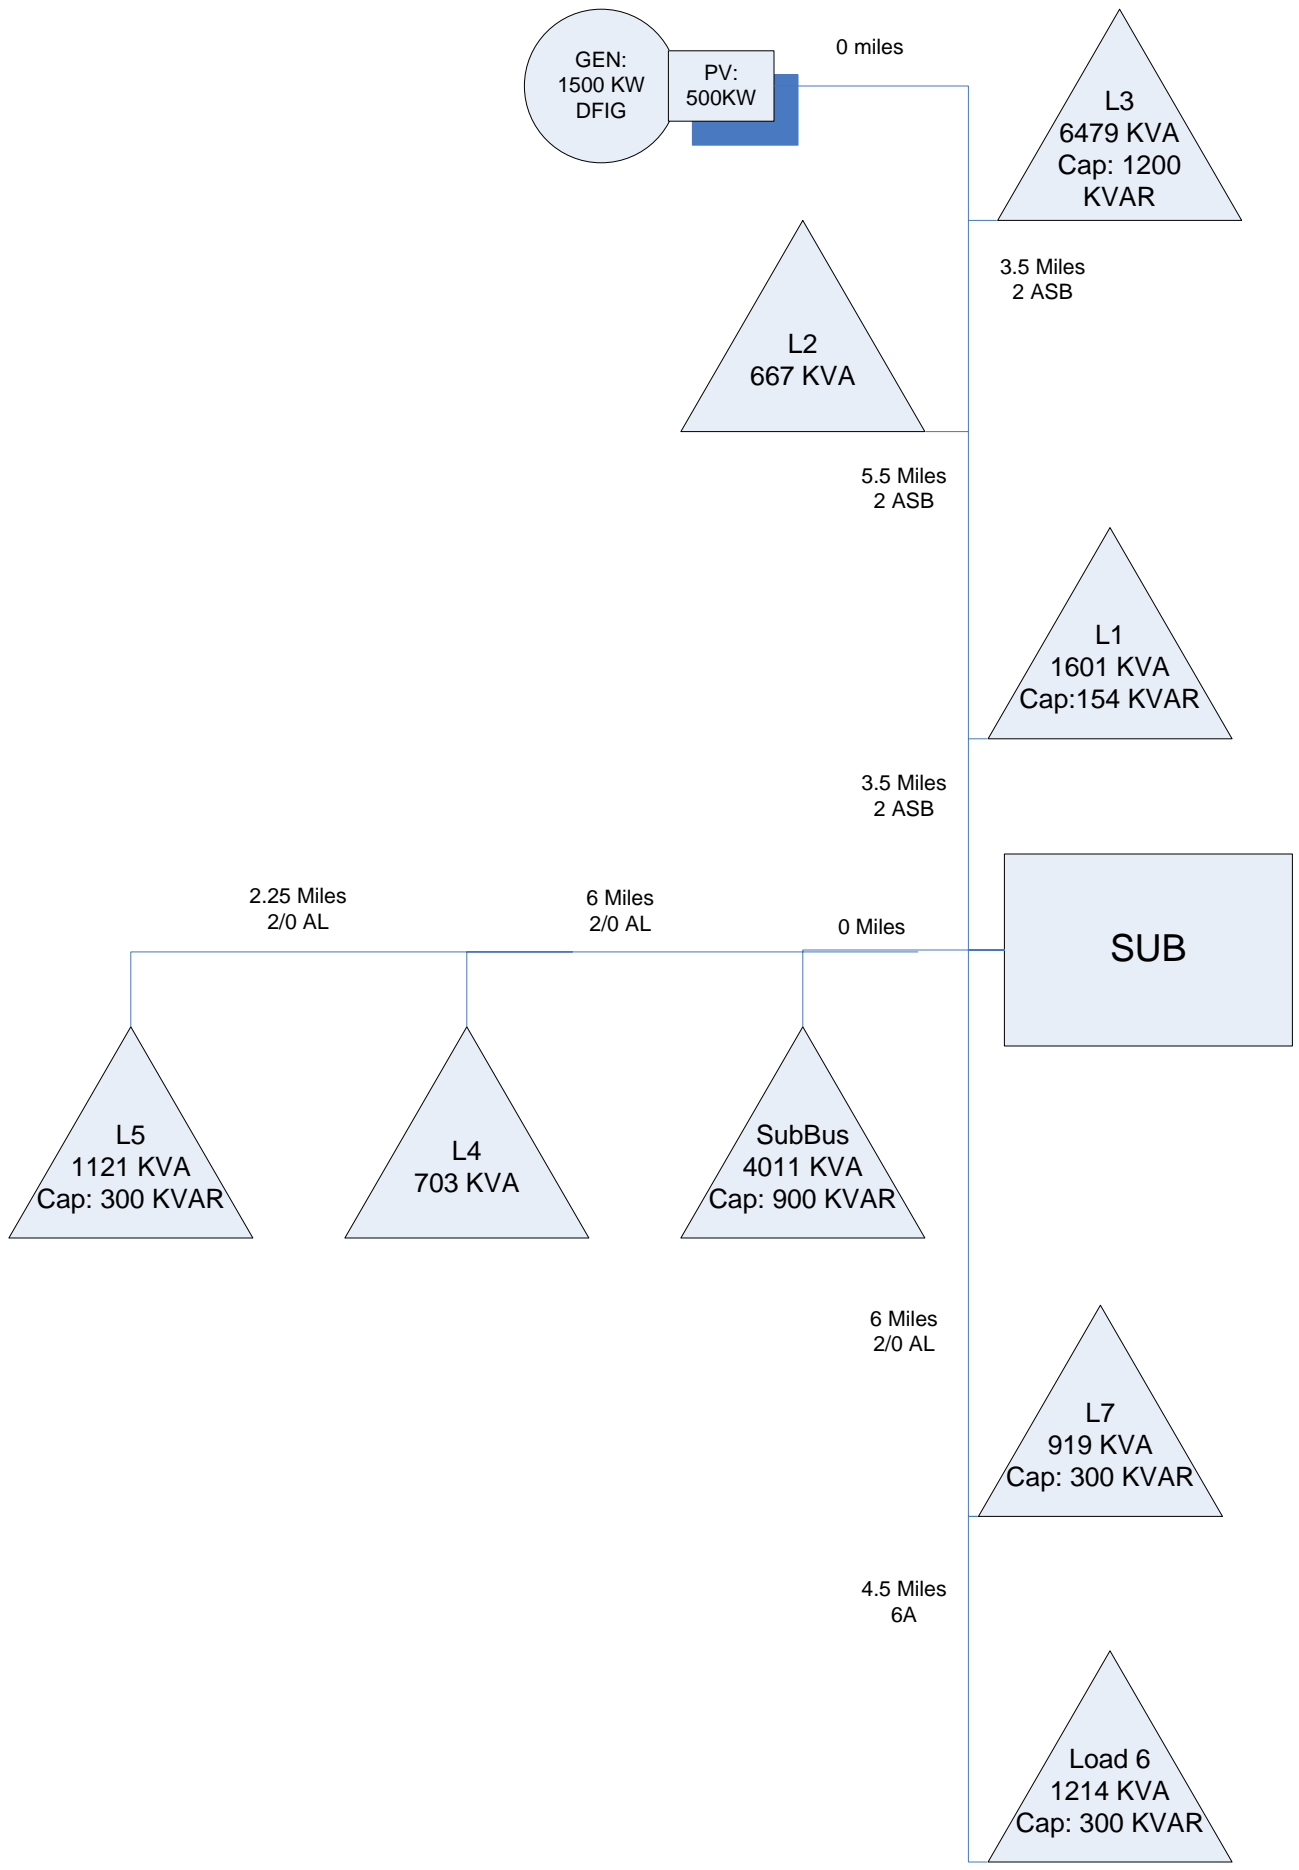 GEN:
1500 KW
DFIG
PV:
500KW
0 miles
L3
6479 KVA
Cap: 1200
KVAR
3.5 Miles
2 ASB
L2
667 KVA
5.5 Miles
2 ASB
L1
1601 KVA
Cap:154 KVAR
3.5 Miles
2 ASB
SUB
2.25 Miles
2/0 AL
6 Miles
2/0 AL
0 Miles
L5
1121 KVA
Cap: 300 KVAR
L4
703 KVA
SubBus
4011 KVA
Cap: 900 KVAR
6 Miles
2/0 AL
L7
919 KVA
Cap: 300 KVAR
4.5 Miles
6A
Load 6
1214 KVA
Cap: 300 KVAR